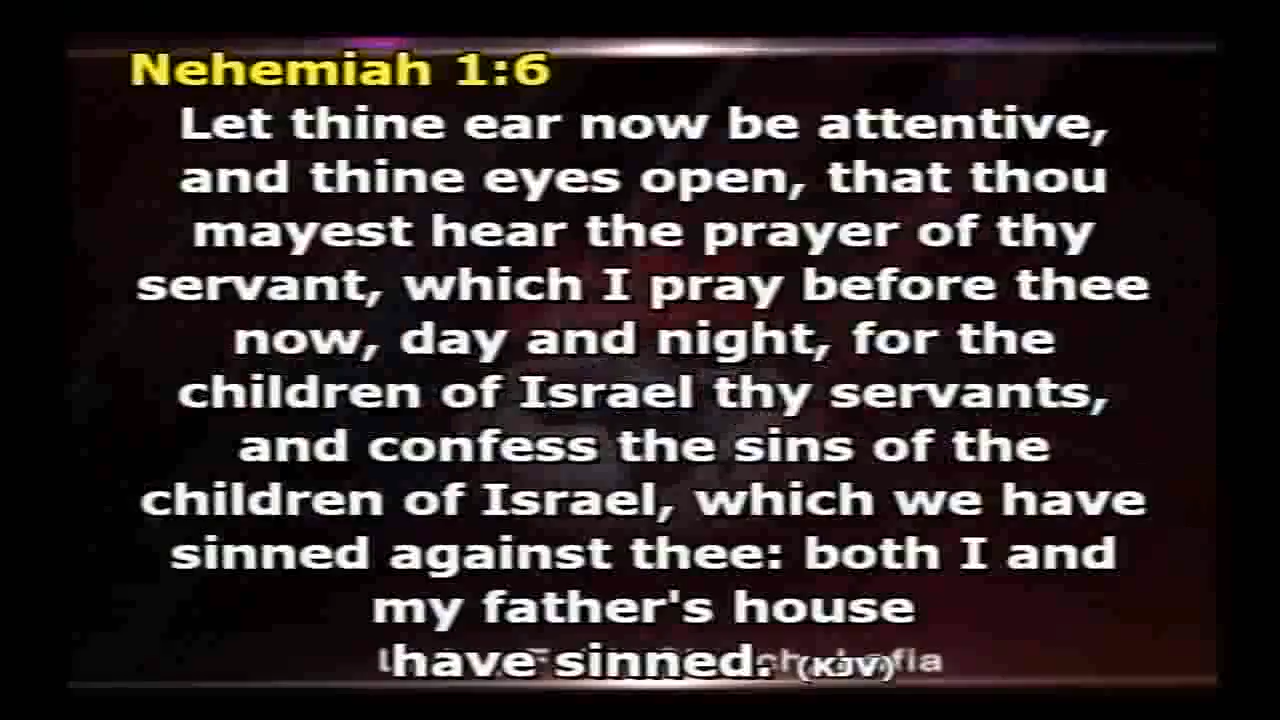 Nehemiah 1:6
Let thine ear now be attentive,
and thine eyes open, that thou
mayest hear the prayer of thy
servant, which I pray before thee
now, day and night, for the
children of Israel thy servants,
and confess the sins of the
children of Israel, which we have
sinned against thee: both I and
my father's house
have sinned. (KJV)